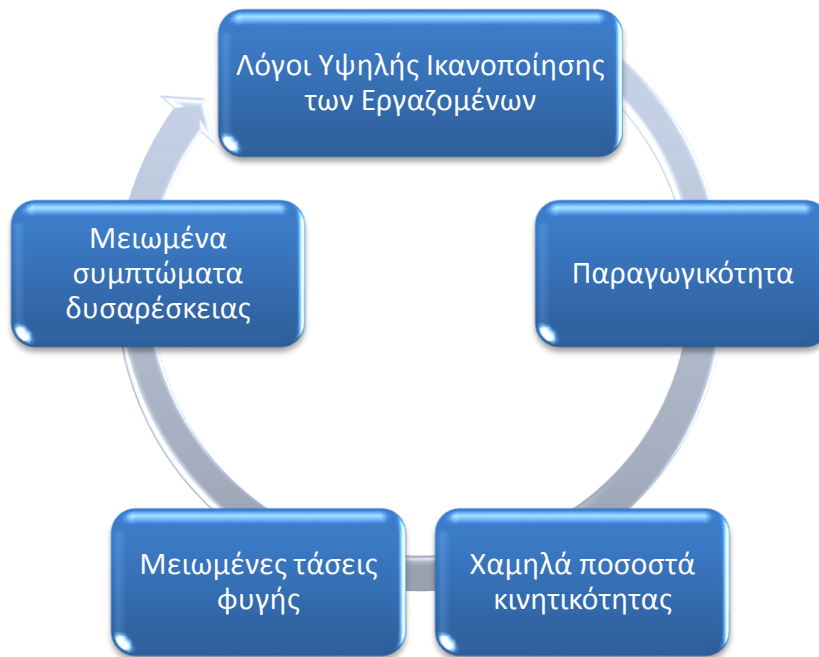 Λόγοι Υψηλής Ικανοποίησης
των Εργαζομένων
Παραγωγικότητα
Χαμηλά ποσοστά
κινητικότητας
Μειωμένες τάσεις
φυγής
Μειωμένα
συμπτώματα
δυσαρέσκειας